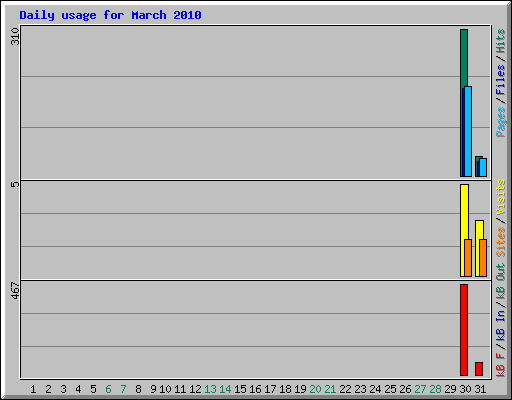 Daily usage for March 2010
310
5
467
Pages / Files / Hits
Sites / Visits
kB F / kB In / kB Out
1 2 3 4 5 6 7 8 9 10 11 12 13 14 15 16 17 18 19 20 21 22 23 24 25 26 27 28 29 30 31